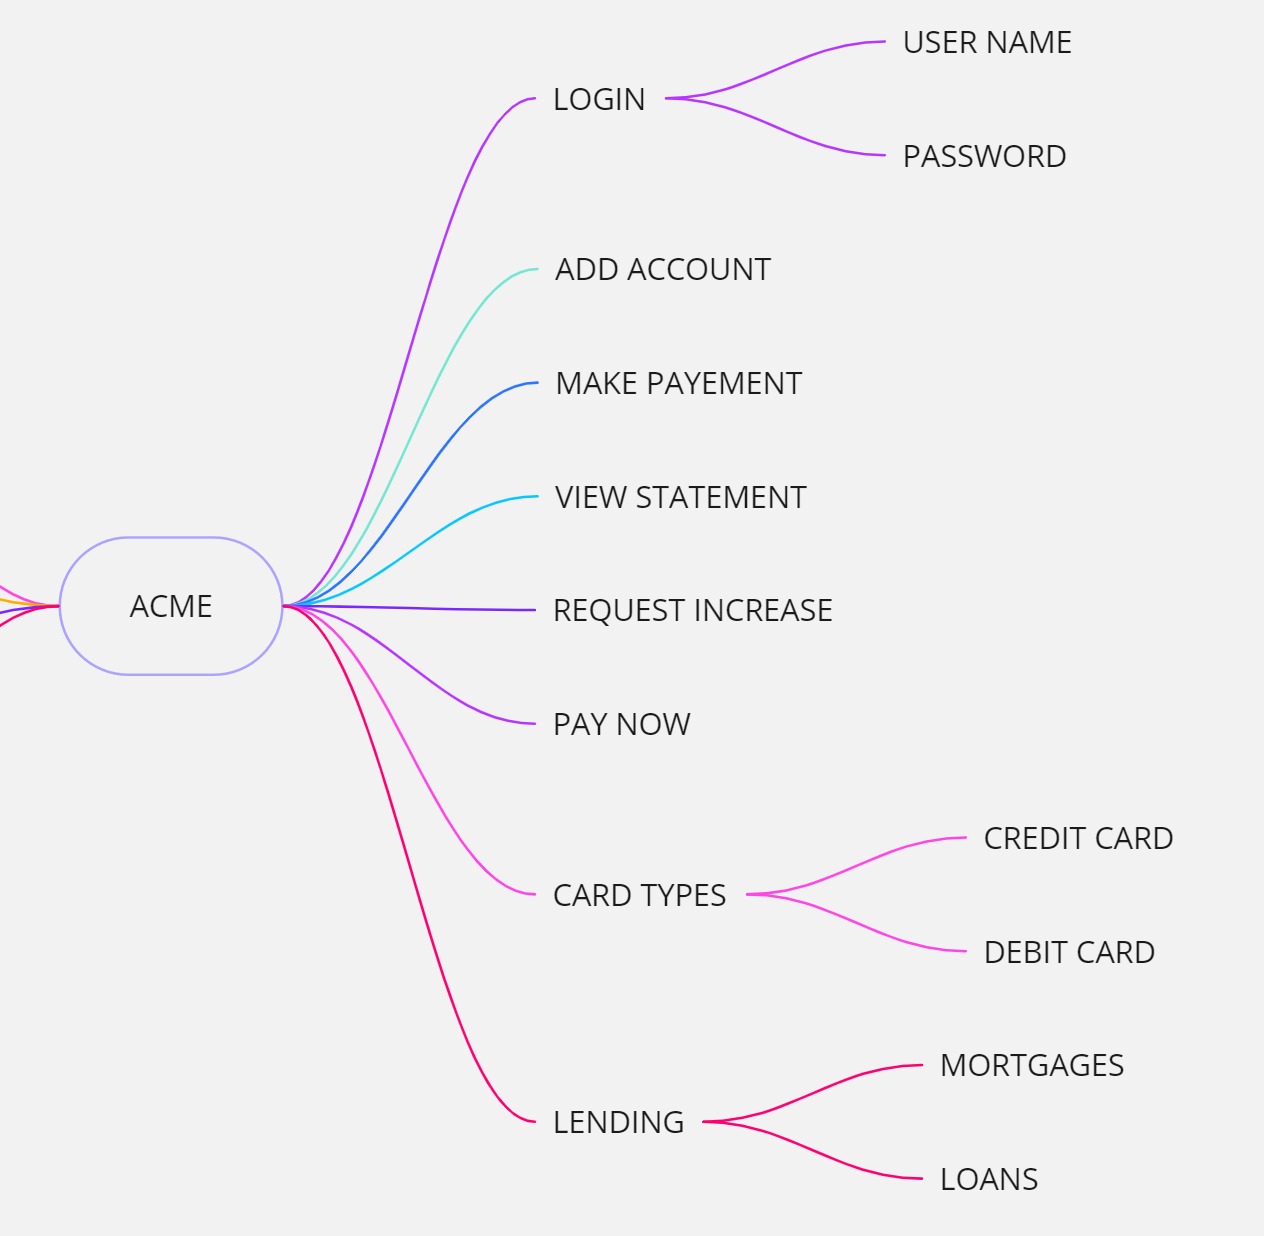 USER NAME
LOGIN
PASSWORD
ADD ACCOUNT
MAKE PAYEMENT
VIEW STATEMENT
ACME
REQUEST INCREASE
PAY NOW
CREDIT CARD
CARD TYPES
DEBIT CARD
MORTGAGES
LENDING
LOANS